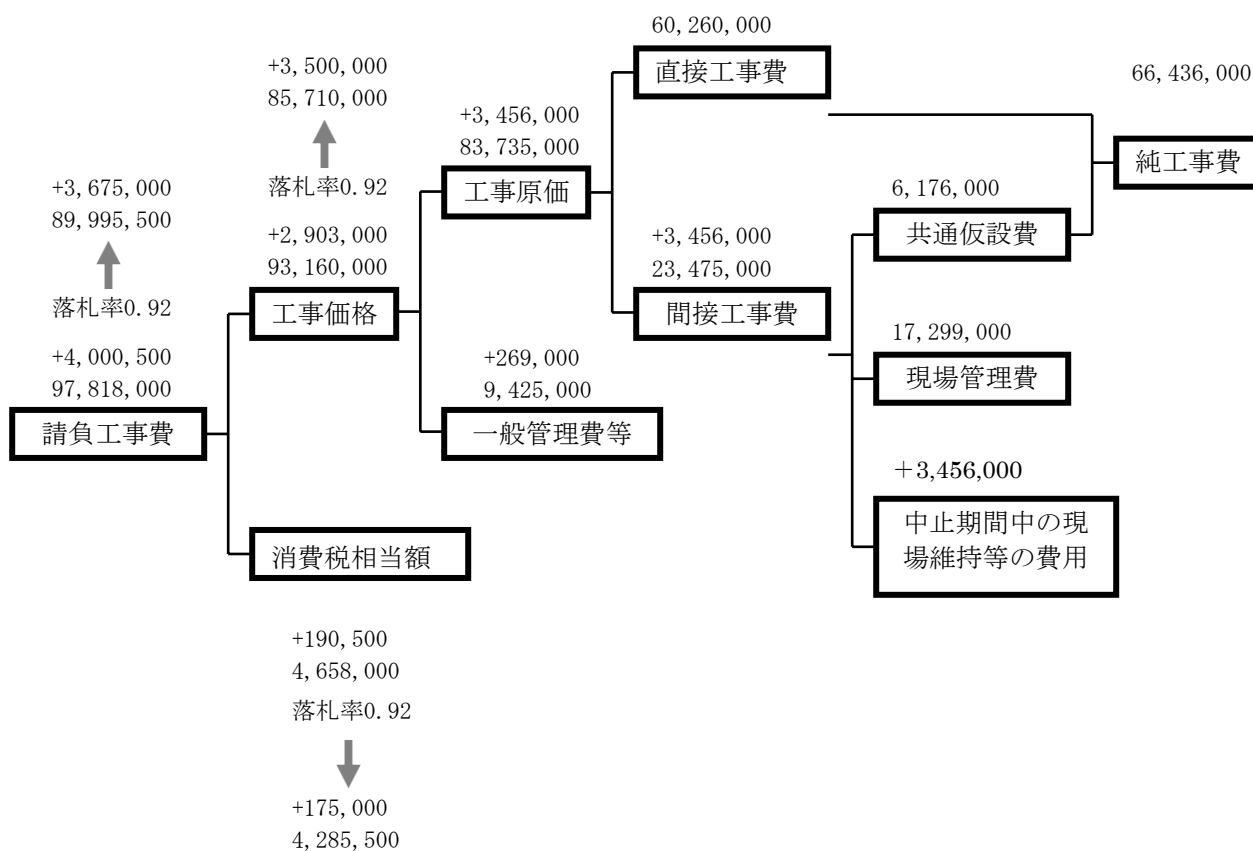 60,260,000
直接工事費
66,436,000
純工事費
+3,500,000
85,710,000
落札率0.92
+2,903,000
93,160,000
工事価格
+3,456,000
83,735,000
工事原価
+3,675,000
89,995,500
落札率0.92
+4,000,500
97,818,000
請負工事費
+3,456,000
23,475,000
間接工事費
6,176,000
共通仮設費
17,299,000
現場管理費
+269,000
9,425,000
一般管理費等
+3,456,000
中止期間中の現
場維持等の費用
消費税相当額
+190,500
4,658,000
落札率0.92
+175,000
4,285,500